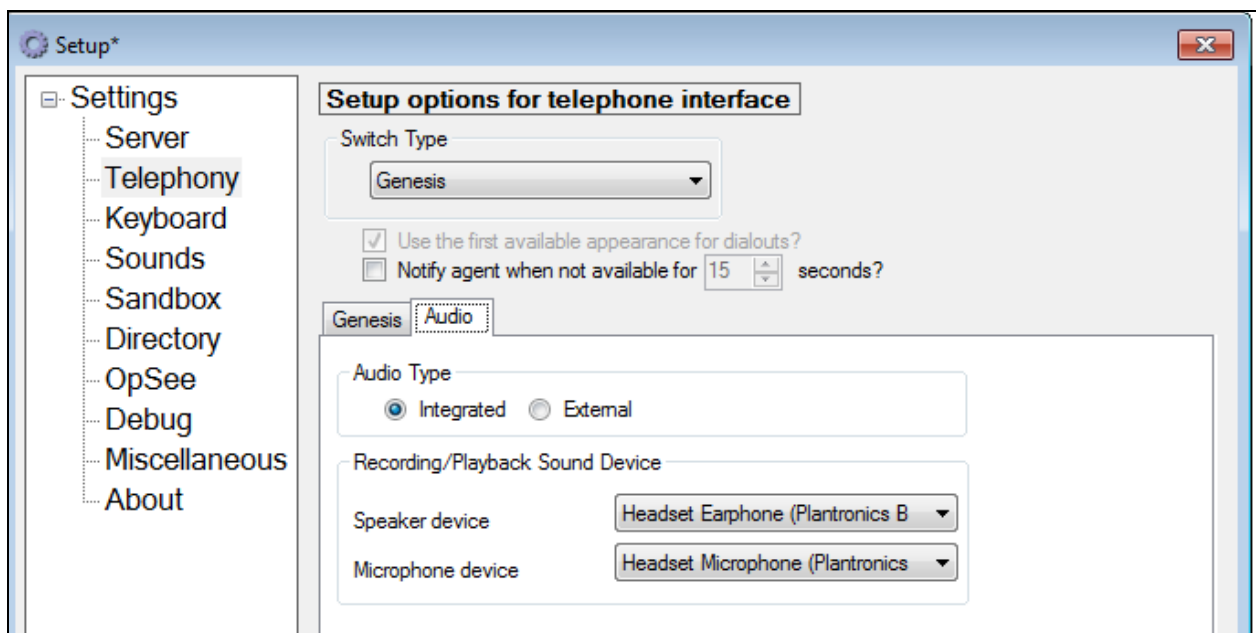 Setup*
Settings
Server
Telephony
Keyboard
Sounds
Sandbox
Directory
OpSee
Debug
Miscellaneous
About
Setup options for telephone interface
Switch Type
Genesis
Use the first available appearance for dialouts?
Notify agent when not available for 15 seconds?
Genesis Audio
Audio Type
Integrated External
Recording/Playback Sound Device
Speaker device Headset Earphone (Plantronics B
Microphone device Headset Microphone (Plantronics